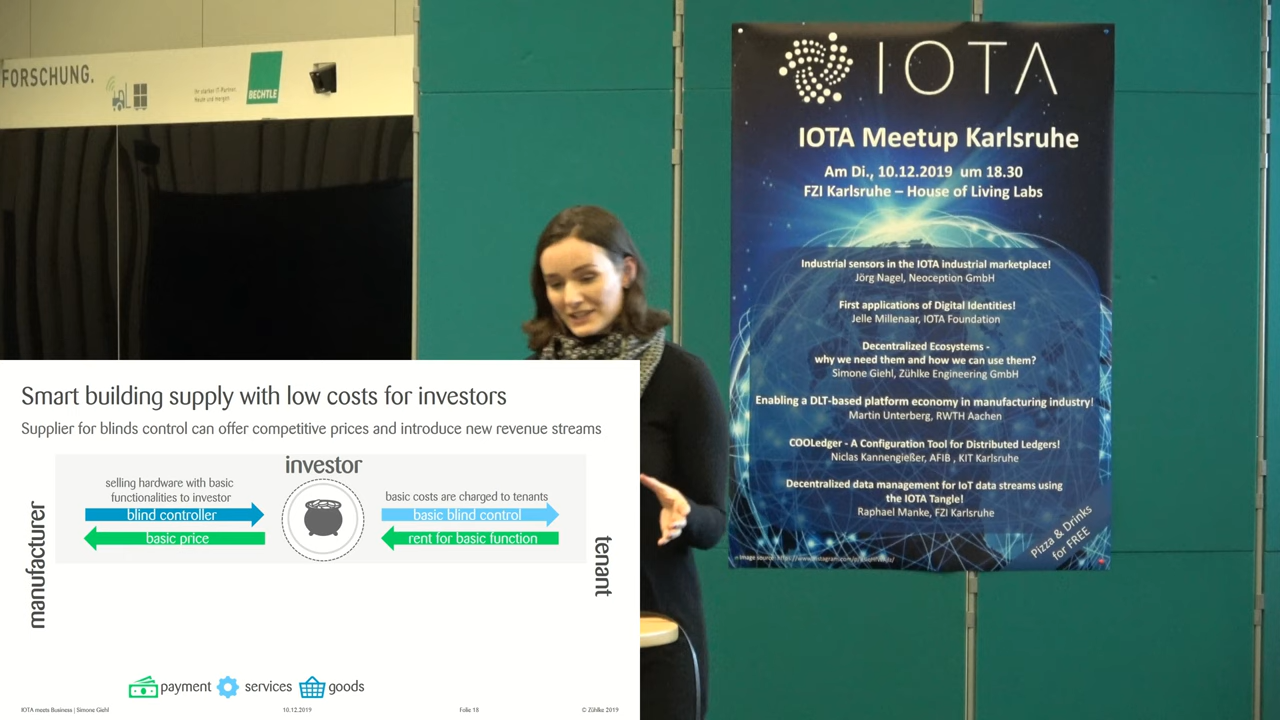 FORSCHUNG.
Ihr starker IT-Partner.
Heute und morgen.
BECHTLE
IOTA
IOTA Meetup Karlsruhe
Am Di., 10.12.2019 um 18.30
FZI Karlsruhe – House of Living Labs
Industrial sensors in the IOTA industrial marketplace!
Jörg Nagel, Neoception GmbH
First applications of Digital Identities!
Jelle Millenaar, IOTA Foundation
Decentralized Ecosystems -
why we need them and how we can use them?
Simone Giehl, Zühlke Engineering GmbH
Enabling a DLT-based platform economy in manufacturing industry!
Martin Unterberg, RWTH Aachen
COOLedger - A Configuration Tool for Distributed Ledgers!
Niclas Kannengießer, AFIB , KIT Karlsruhe
Decentralized data management for IoT data streams using
the IOTA Tangle!
Raphael Manke, FZI Karlsruhe
Pizza & Drinks
for FREE
Smart building supply with low costs for investors
Supplier for blinds control can offer competitive prices and introduce new revenue streams
investor
selling hardware with basic
functionalities to investor
blind controller
basic price
basic costs are charged to tenants
basic blind control
rent for basic function
manufacturer
tenant
payment services goods
IOTA meets Business | Simone Giehl 10.12.2019 Folie 18 © Zühlke 2019